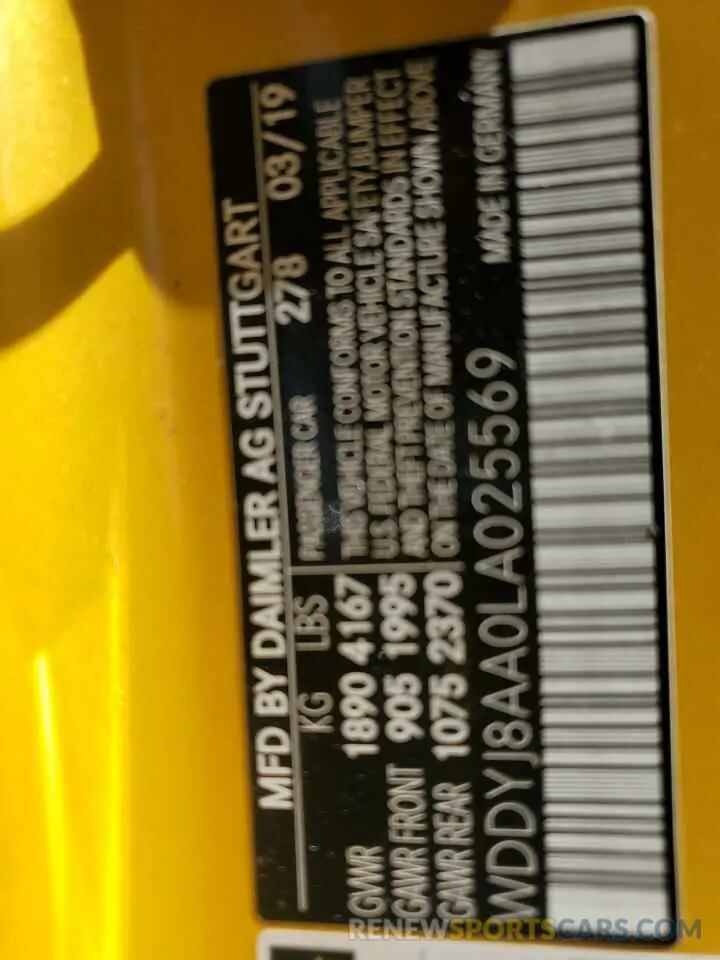 MFD BY DAIMLER AG STUTTGART
KG LBS PASSENGER CAR 278 03/19
GVWR 1890 4167
GAWR FRONT 905 1995
GAWR REAR 1075 2370
THIS VEHICLE CONFORMS TO ALL APPLICABLE
U.S. FEDERAL MOTOR VEHICLE SAFETY, BUMPER
AND THEFT PREVENTION STANDARDS IN EFFECT
ON THE DATE OF MANUFACTURE SHOWN ABOVE
WDDYJ8AA0LA025569 MADE IN GERMANY
RENEWSPORTSCARS.COM